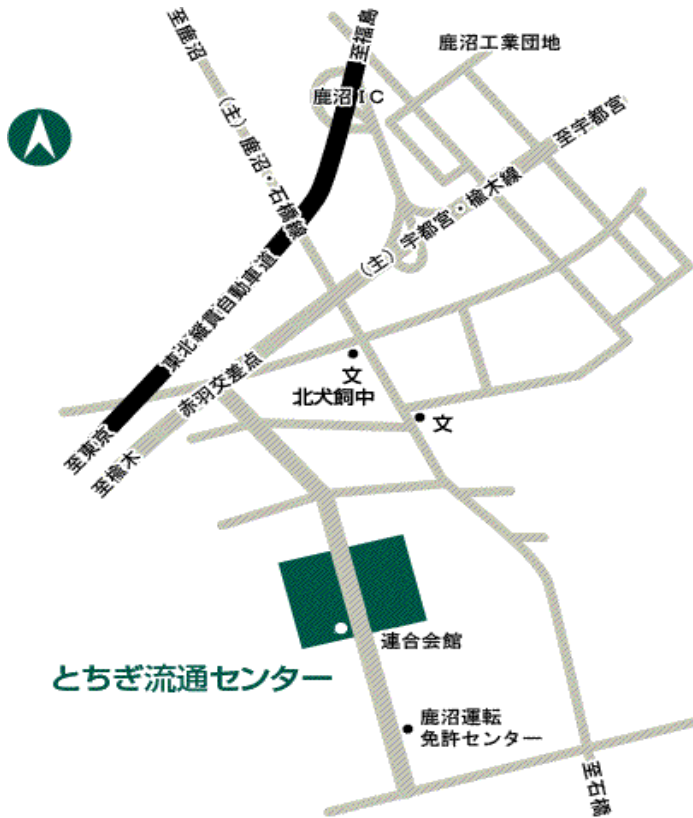 至鹿沼
至福島
鹿沼工業団地
鹿沼IC
至宇都宮
(主)鹿沼・石橋線
(主)宇都宮・楡木線
東北縦貫自動車道
赤羽交差点
文
北犬飼中
文
至東京
至楡木
連合会館
とちぎ流通センター
鹿沼運転
免許センター
至石橋